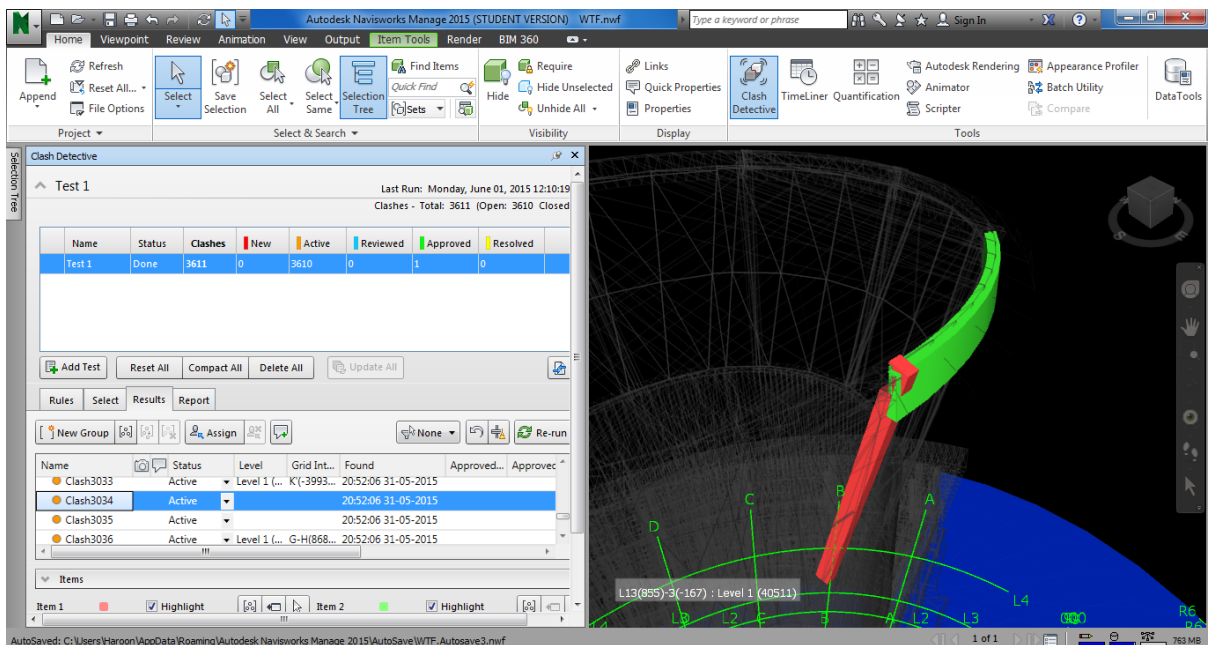 Autodesk Navisworks Manage 2015 (STUDENT VERSION) WTF.nwf Type a keyword or phrase Sign In
Home Viewpoint Review Animation View Output Item Tools Render BIM 360
Append
Refresh
Reset All...
File Options
Select
Save Selection
Select All
Select Same
Selection Tree
Find Items
Quick Find
Sets
Hide
Require
Hide Unselected
Unhide All
Links
Quick Properties
Properties
Clash Detective
TimeLiner
Quantification
Autodesk Rendering
Animator
Scripter
Appearance Profiler
Batch Utility
Compare
DataTools
Project Select & Search Visibility Display Tools
Selection Tree
Clash Detective
Test 1 Last Run: Monday, June 01, 2015 12:10:19
Clashes - Total: 3611 (Open: 3610 Closed
Name Status Clashes New Active Reviewed Approved Resolved
Test 1 Done 3611 0 3610 0 1 0
Add Test Reset All Compact All Delete All Update All
Rules Select Results Report
New Group Assign None Re-run
Name Status Level Grid Int... Found Approved... Approvec
Clash3033 Active Level 1 (... K'(-3993... 20:52:06 31-05-2015
Clash3034 Active 20:52:06 31-05-2015
Clash3035 Active 20:52:06 31-05-2015
Clash3036 Active Level 1 (... G-H(868... 20:52:06 31-05-2015
Items
Item 1 Highlight Item 2 Highlight
D C B A
L13(855)-3(-167) : Level 1 (40511)
L4
L2 C B A L2 L3
R6
AutoSaved: C:\Users\Haroon\AppData\Roaming\Autodesk Navisworks Manage 2015\AutoSave\WTF.Autosave3.nwf 1 of 1 763 MB